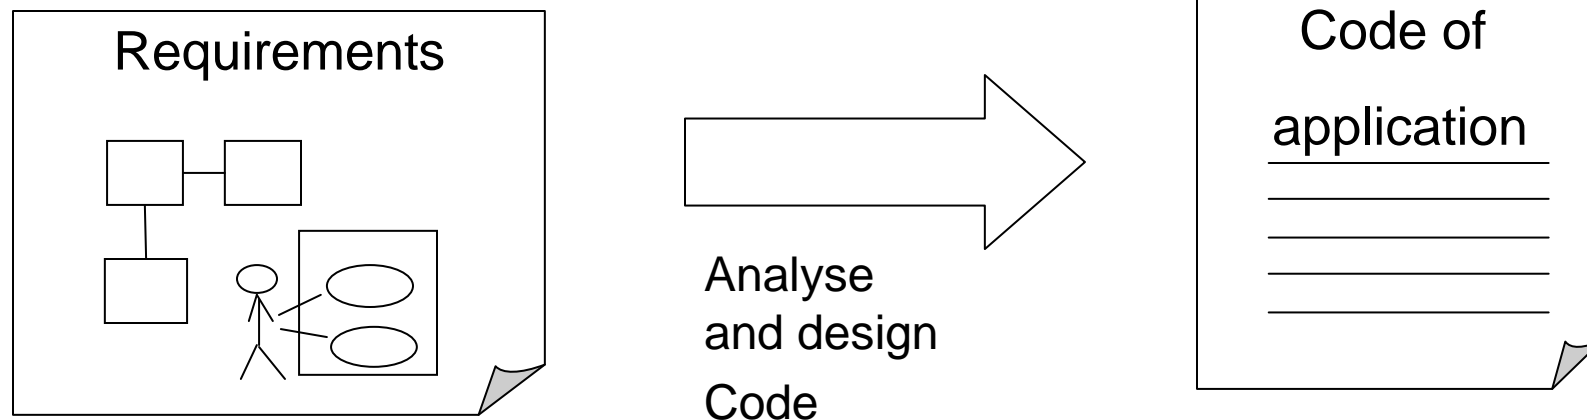 Requirements
Analyse
and design
Code
Code of
application